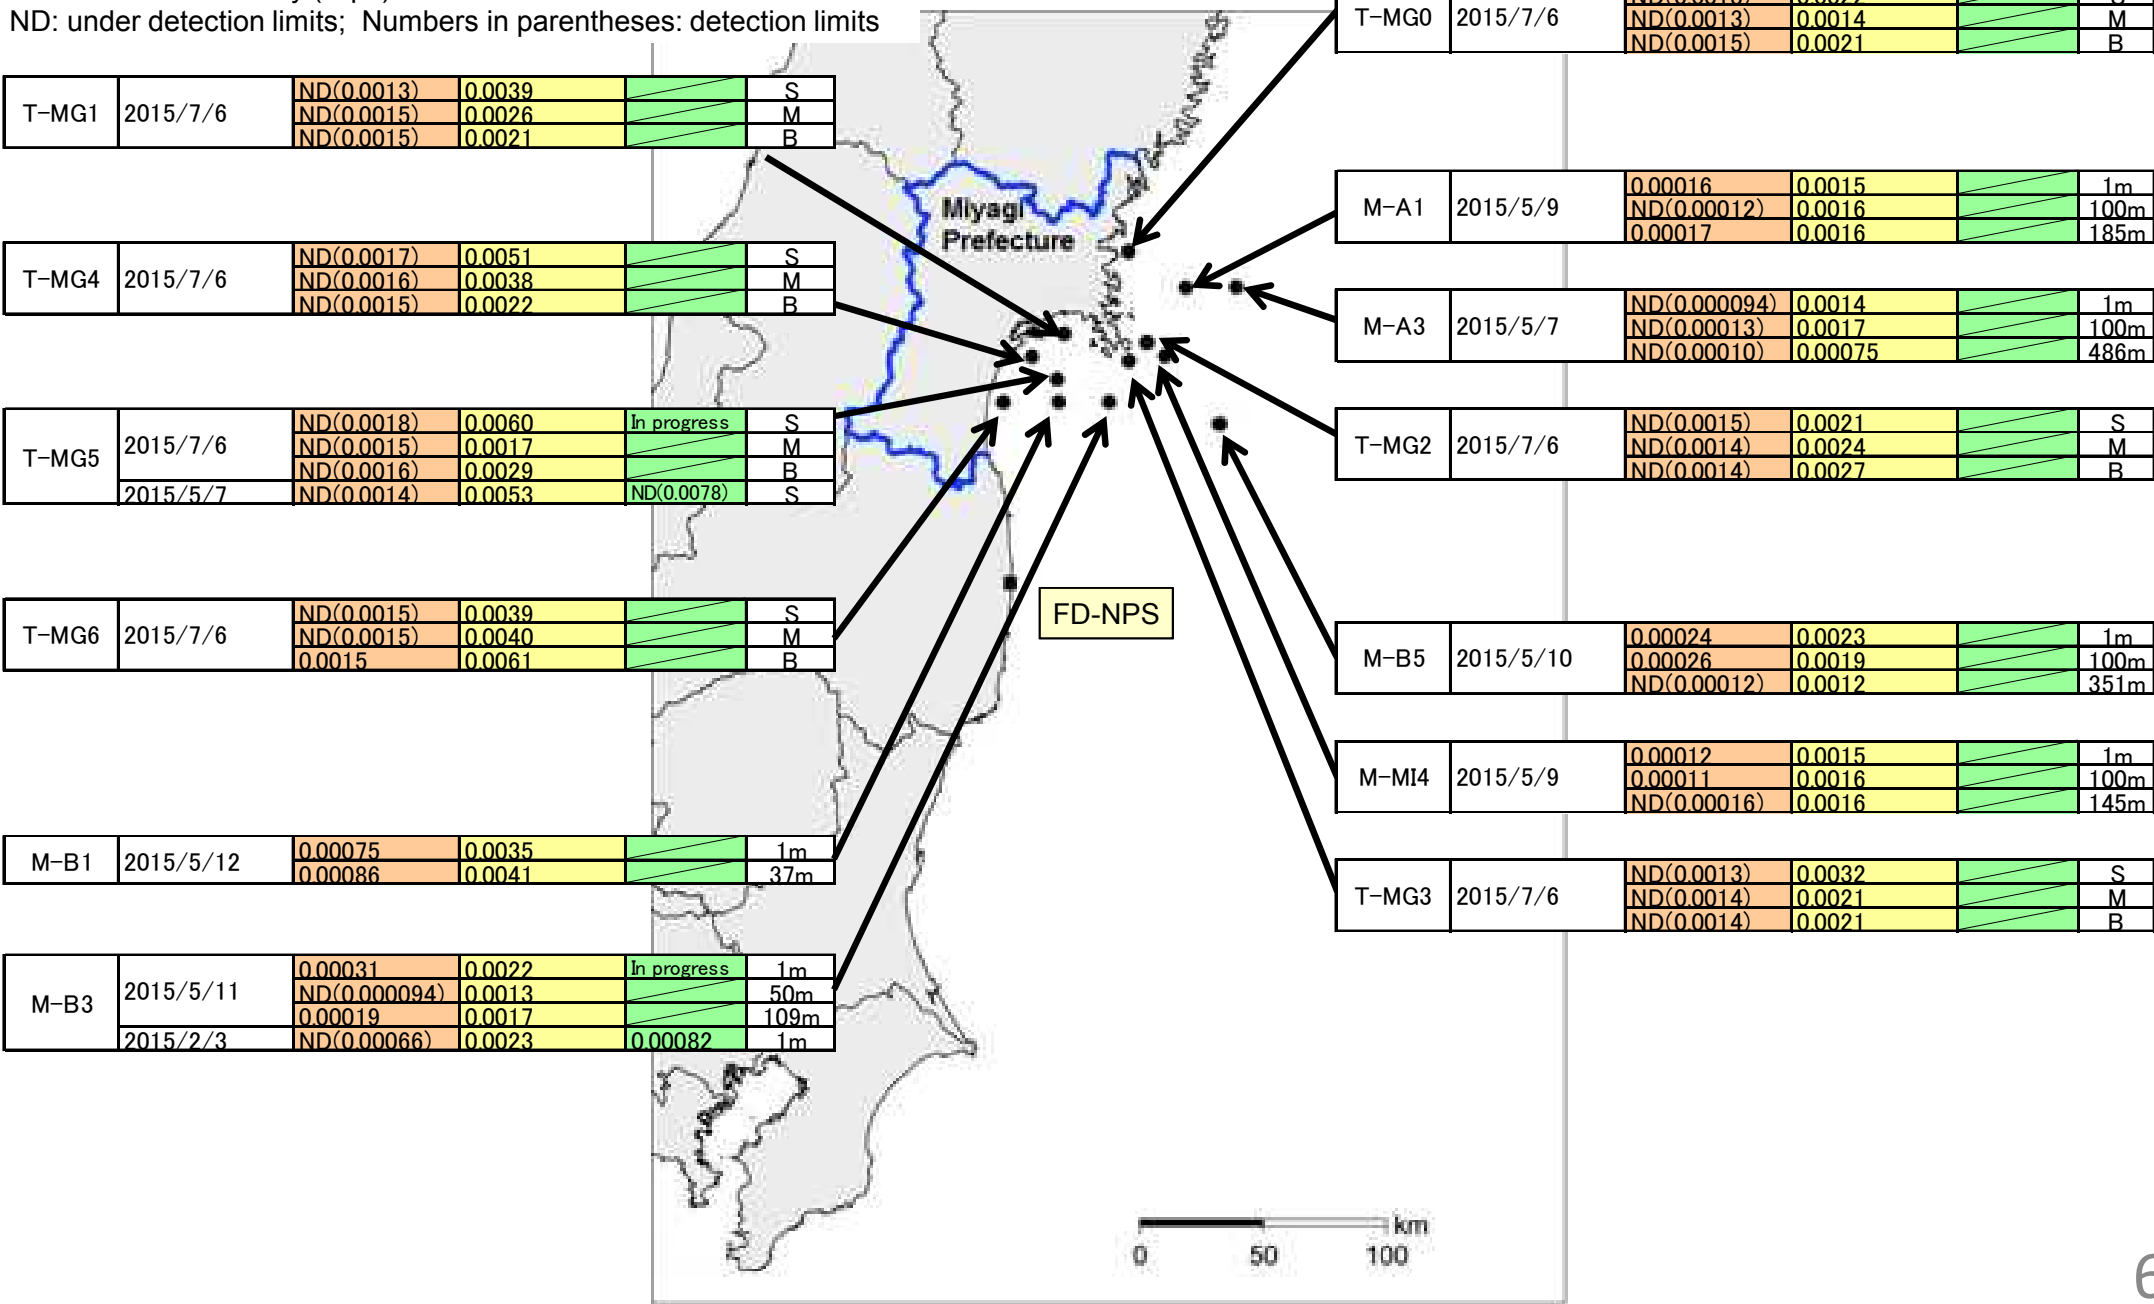 ND: under detection limits; Numbers in parentheses: detection limits
T-MG1 2015/7/6 ND(0.0013) 0.0039 S
ND(0.0015) 0.0026 M
ND(0.0015) 0.0021 B
T-MG4 2015/7/6 ND(0.0017) 0.0051 S
ND(0.0016) 0.0038 M
ND(0.0015) 0.0022 B
T-MG5 2015/7/6 ND(0.0018) 0.0060 In progress S
ND(0.0015) 0.0017 M
ND(0.0016) 0.0029 B
2015/5/7 ND(0.0014) 0.0053 ND(0.0078) S
T-MG6 2015/7/6 ND(0.0015) 0.0039 S
ND(0.0015) 0.0040 M
0.0015 0.0061 B
M-B1 2015/5/12 0.00075 0.0035 1m
0.00086 0.0041 37m
M-B3 2015/5/11 0.00031 0.0022 In progress 1m
ND(0.000094) 0.0013 50m
0.00019 0.0017 109m
2015/2/3 ND(0.00066) 0.0023 0.00082 1m
Miyagi
Prefecture
FD-NPS
T-MG0 2015/7/6
ND(0.0013) 0.0014 M
ND(0.0015) 0.0021 B
M-A1 2015/5/9 0.00016 0.0015 1m
ND(0.00012) 0.0016 100m
0.00017 0.0016 185m
M-A3 2015/5/7 ND(0.000094) 0.0014 1m
ND(0.00013) 0.0017 100m
ND(0.00010) 0.00075 486m
T-MG2 2015/7/6 ND(0.0015) 0.0021 S
ND(0.0014) 0.0024 M
ND(0.0014) 0.0027 B
M-B5 2015/5/10 0.00024 0.0023 1m
0.00026 0.0019 100m
ND(0.00012) 0.0012 351m
M-MI4 2015/5/9 0.00012 0.0015 1m
0.00011 0.0016 100m
ND(0.00016) 0.0016 145m
T-MG3 2015/7/6 ND(0.0013) 0.0032 S
ND(0.0014) 0.0021 M
ND(0.0014) 0.0021 B
km
0 50 100
6